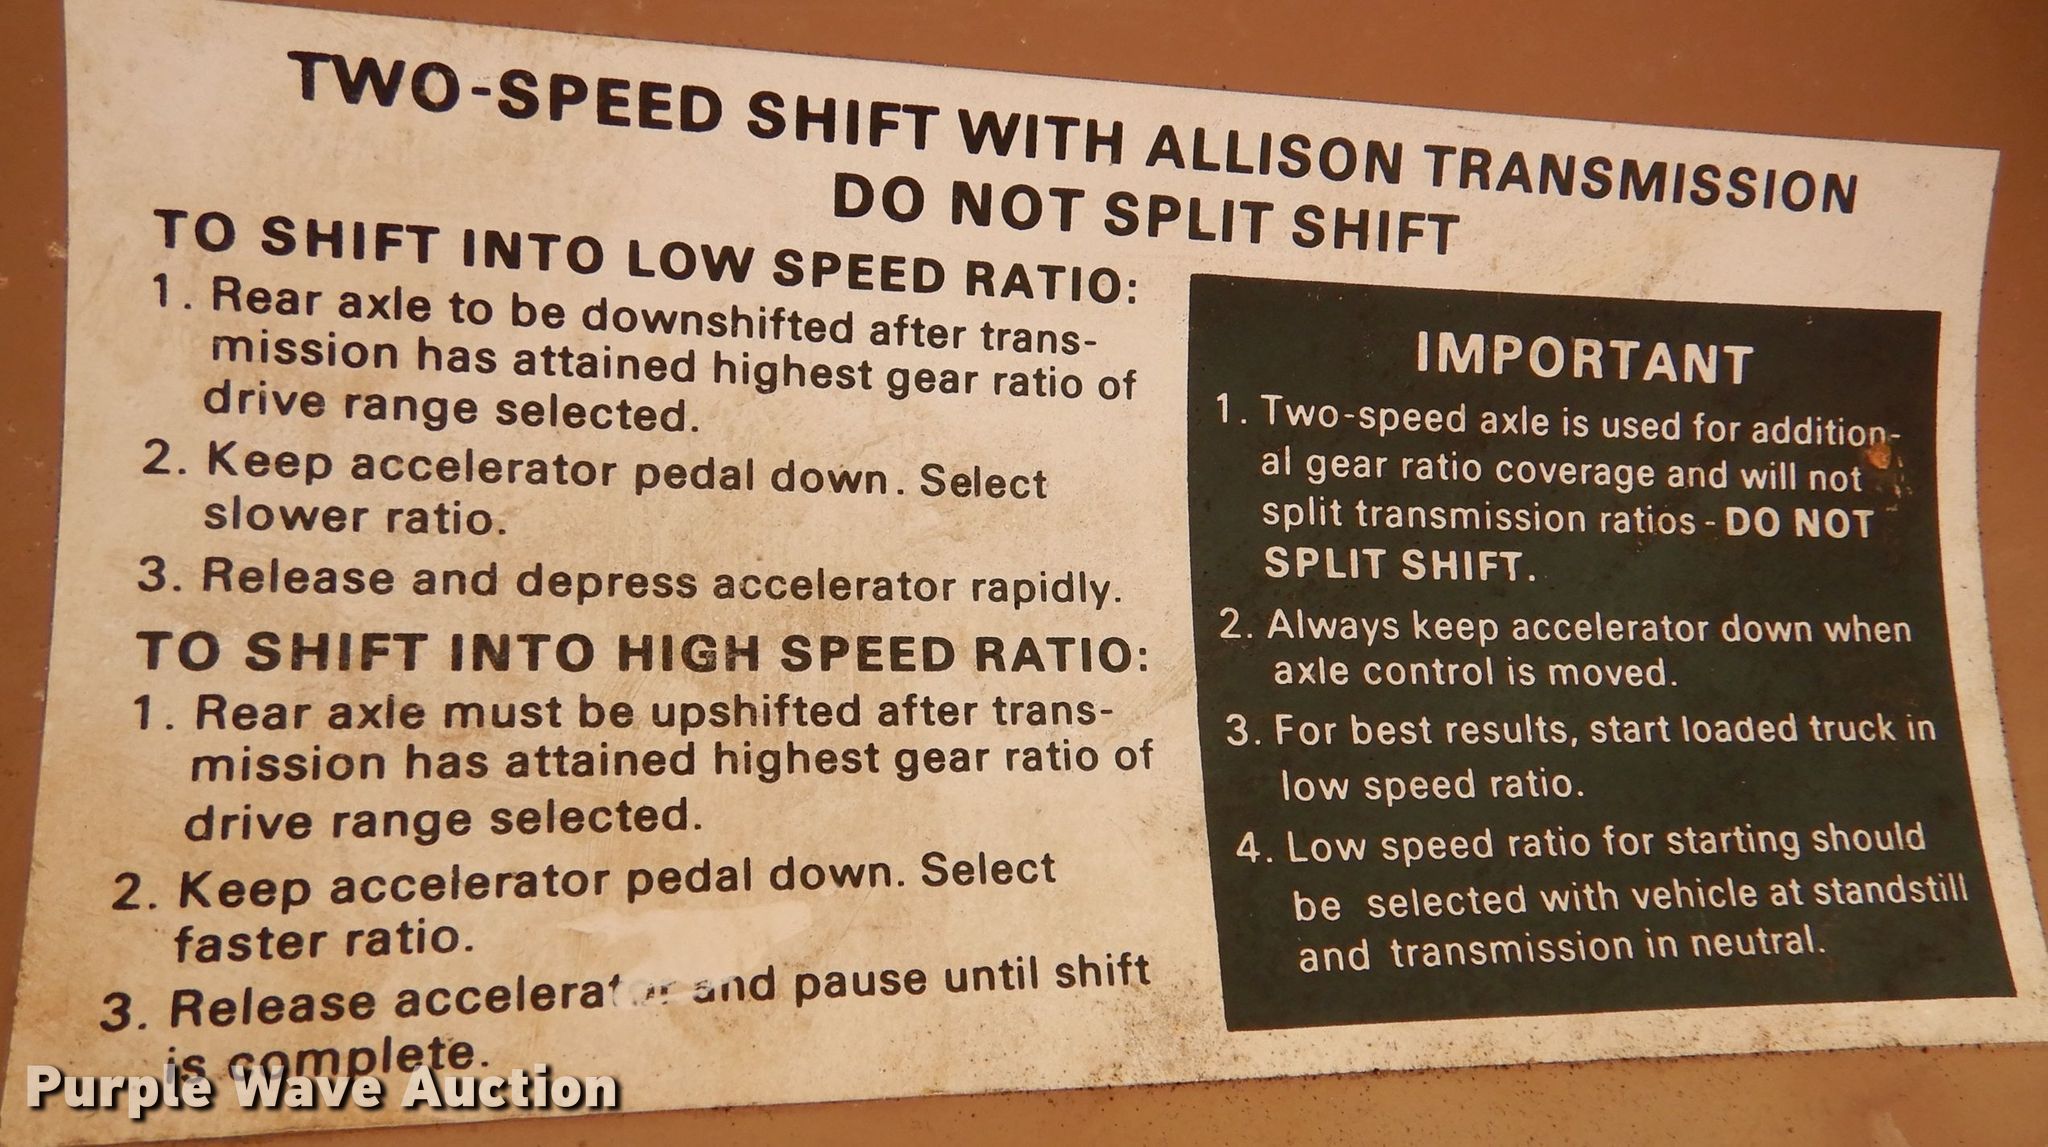 TWO-SPEED SHIFT WITH ALLISON TRANSMISSION
DO NOT SPLIT SHIFT
TO SHIFT INTO LOW SPEED RATIO:
1. Rear axle to be downshifted after trans-
mission has attained highest gear ratio of
drive range selected.
2. Keep accelerator pedal down. Select
slower ratio.
3. Release and depress accelerator rapidly.
TO SHIFT INTO HIGH SPEED RATIO:
1. Rear axle must be upshifted after trans-
mission has attained highest gear ratio of
drive range selected.
2. Keep accelerator pedal down. Select
faster ratio.
3. Release accelerator and pause until shift
is complete.
IMPORTANT
1. Two-speed axle is used for addition-
al gear ratio coverage and will not
split transmission ratios - DO NOT
SPLIT SHIFT.
2. Always keep accelerator down when
axle control is moved.
3. For best results, start loaded truck in
low speed ratio.
4. Low speed ratio for starting should
be selected with vehicle at standstill
and transmission in neutral.
Purple Wave Auction